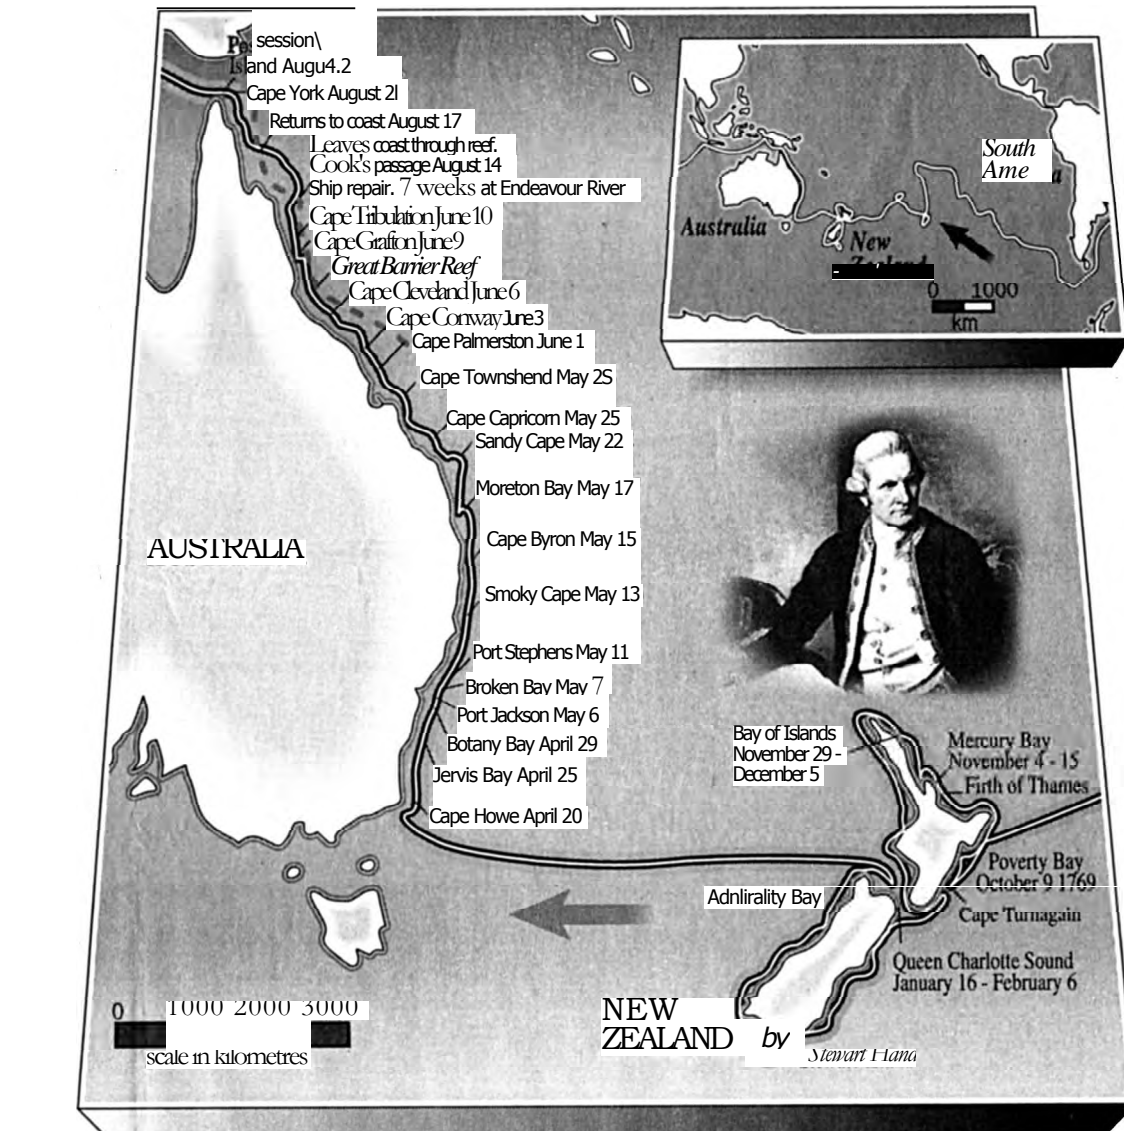 session\
Island Augu4.2
Cape York August 2l
Returns to coast August 17
Leaves coast through reef.
Cook's passage August 14
Ship repair. 7 weeks at Endeavour River
Cape Tribulation June 10
Cape Grafton June 9
Great Barrier Reef
Cape Cleveland June 6
Cape Conway June 3
Cape Palmerston June 1
Cape Townshend May 2S
Cape Capricorn May 25
Sandy Cape May 22
Moreton Bay May 17
Cape Byron May 15
Smoky Cape May 13
Port Stephens May 11
Broken Bay May 7
Port Jackson May 6
Botany Bay April 29
Jervis Bay April 25
Cape Howe April 20
AUSTRALIA
South
Ame
Australia
New
0 1000
km
Bay of Islands
November 29 -
December 5
Mercury Bay
November 4 - 15
Firth of Thames
Poverty Bay
October 9 1769
Cape Turnagain
Adnlirality Bay
Queen Charlotte Sound
January 16 - February 6
NEW
ZEALAND
by
Stewart
0 1000 2000 3000
scale in kilometres